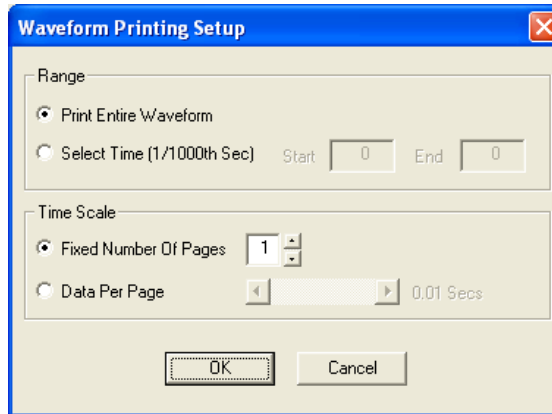 Waveform Printing Setup
Range
Print Entire Waveform
Select Time (1/1000th Sec) Start 0 End 0
Time Scale
Fixed Number Of Pages 1
Data Per Page 0.01 Secs
OK Cancel